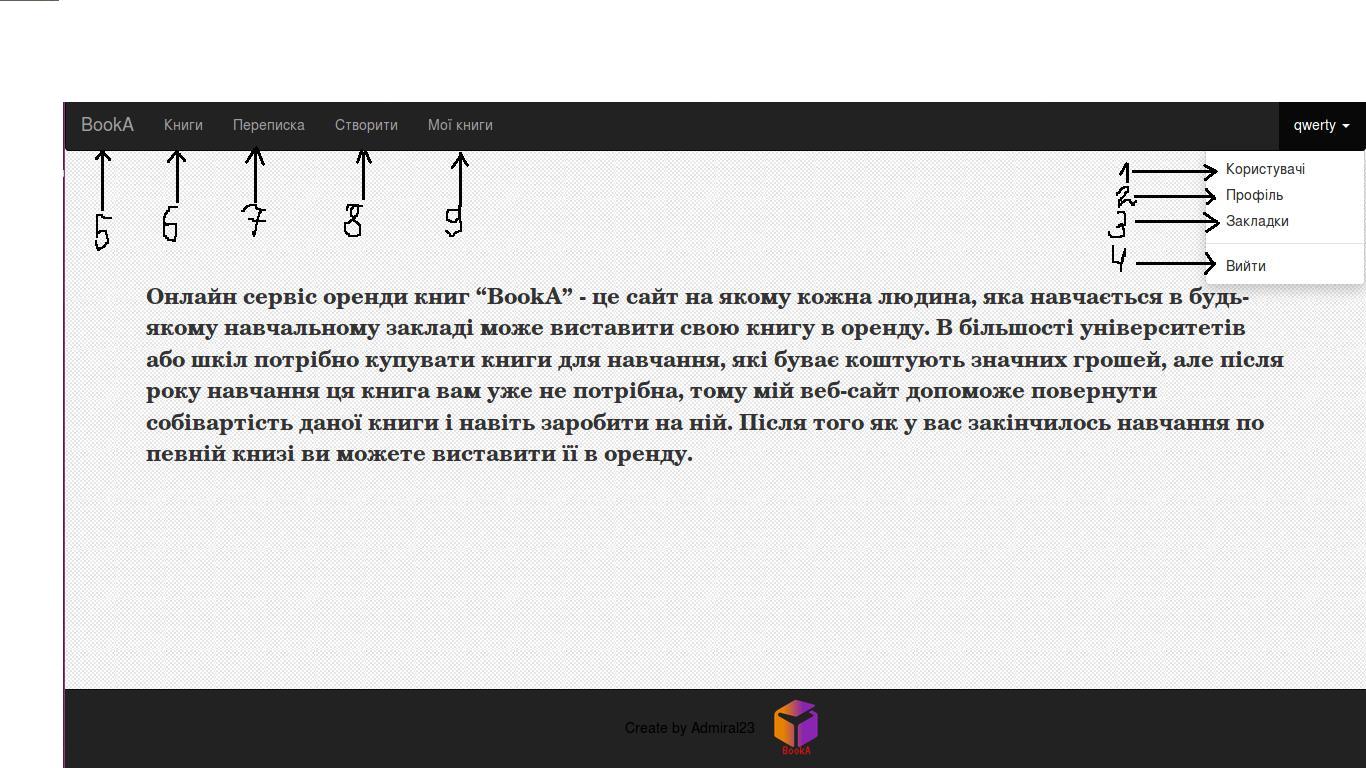 BookA Книги Переписка Створити Мої книги qwerty
5 6 7 8 9
1 Користувачі
2 Профіль
3 Закладки
4 Вийти
Онлайн сервіс оренди книг “BookA” - це сайт на якому кожна людина, яка навчається в будь-
якому навчальному закладі може виставити свою книгу в оренду. В більшості університетів
або шкіл потрібно купувати книги для навчання, які буває коштують значних грошей, але після
року навчання ця книга вам уже не потрібна, тому мій веб-сайт допоможе повернути
собівартість даної книги і навіть заробити на ній. Після того як у вас закінчилось навчання по
певній книзі ви можете виставити її в оренду.
Create by Admiral23
BookA